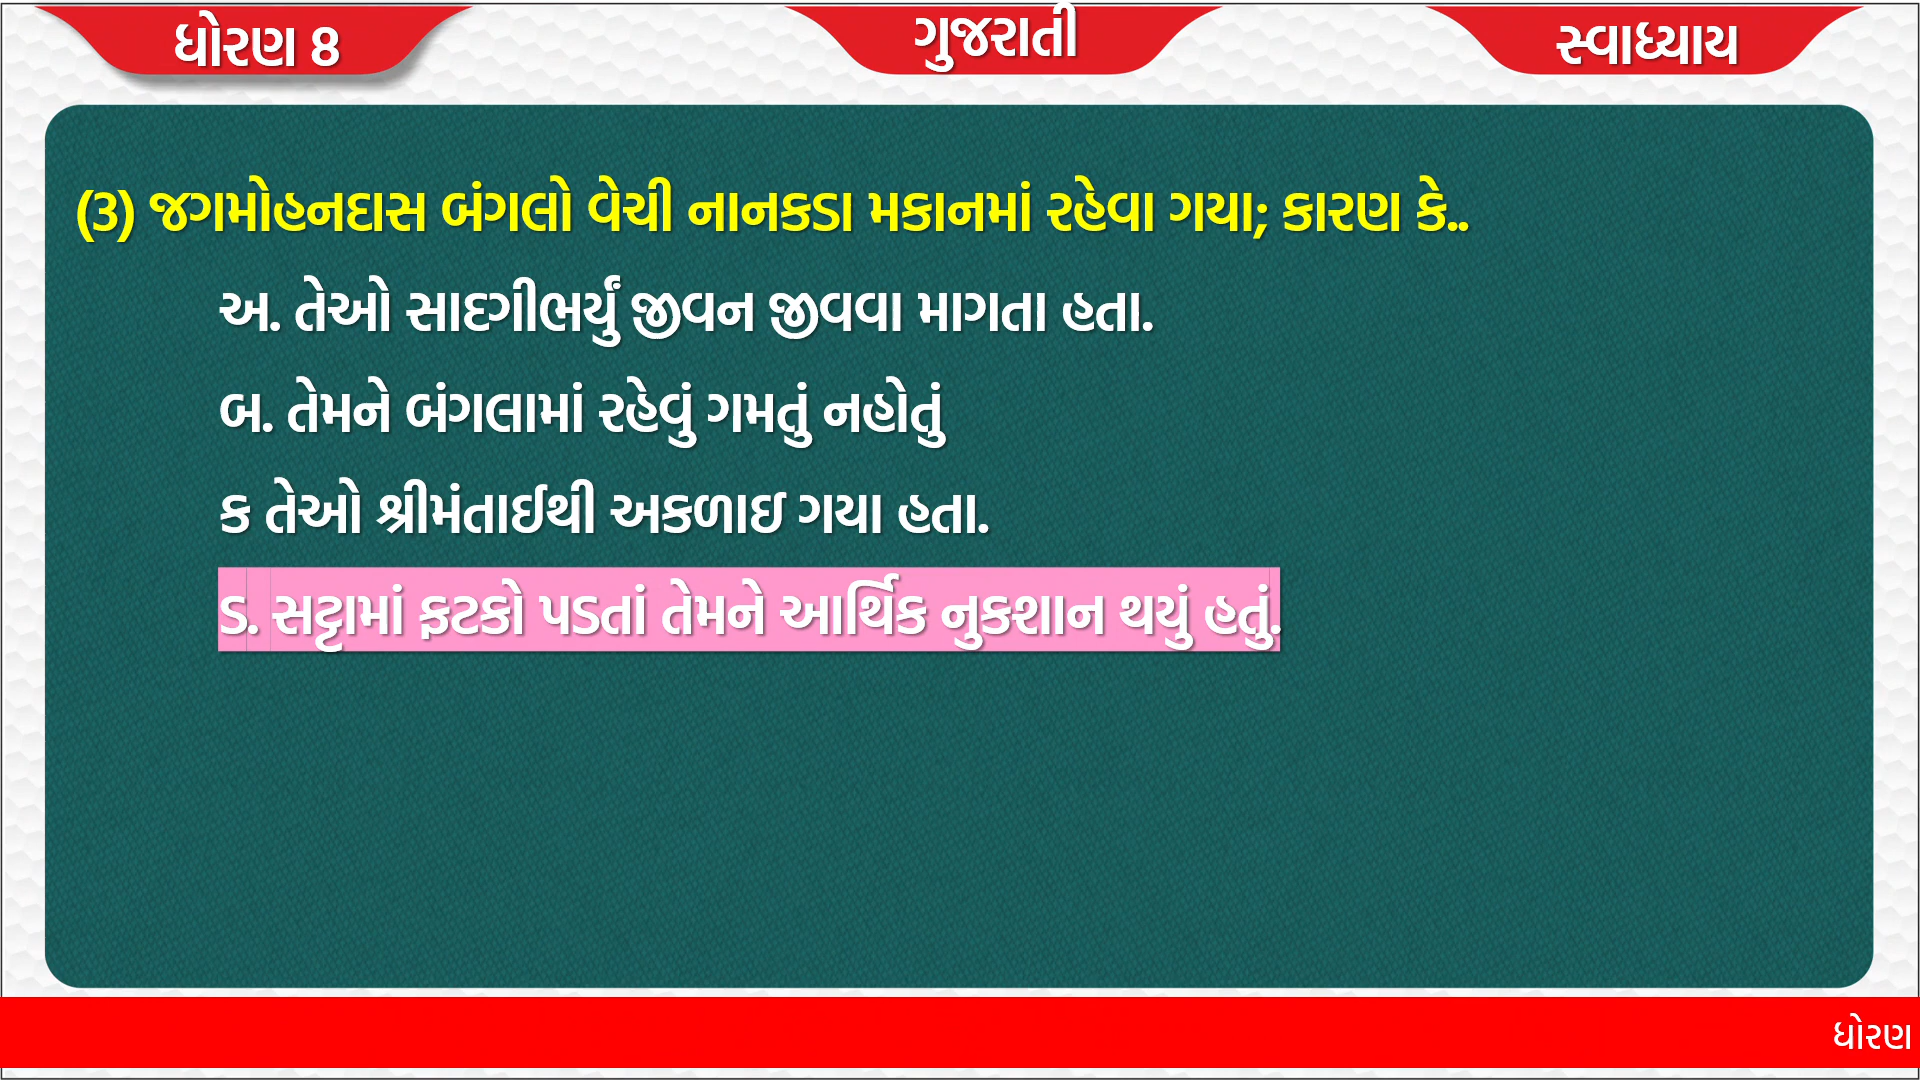 ધોરણ 8
ગુજરાતી
સ્વાધ્યાય
(૩) જગમોહનદાસ બંગલો વેચી નાનકડા મકાનમાં રહેવા ગયા; કારણ કે..
અ. તેઓ સાદગીભર્યું જીવન જીવવા માગતા હતા.
બ. તેમને બંગલામાં રહેવું ગમતું નહોતું
ક તેઓ શ્રીમંતાઈથી અકળાઇ ગયા હતા.
ડ. સટ્ટામાં ફટકો પડતાં તેમને આર્થિક નુકશાન થયું હતું.
ધોરણ